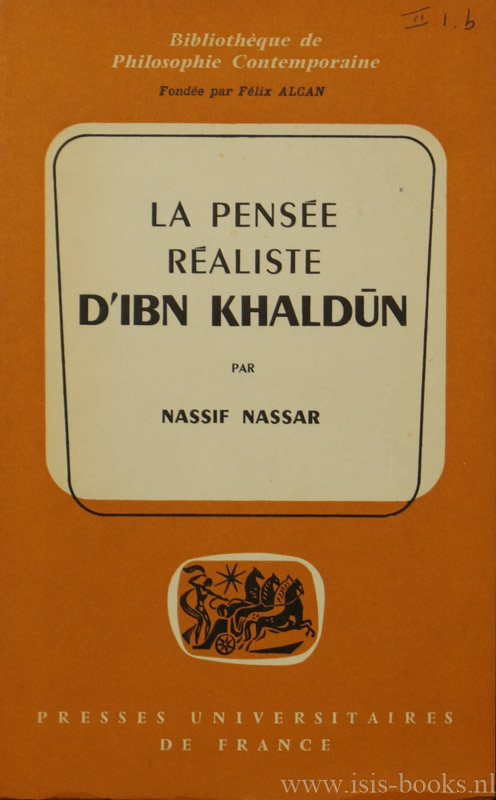 II.1.b
Bibliothèque de
Philosophie Contemporaine
Fondée par Félix ALCAN
LA PENSÉE
RÉALISTE
D'IBN KHALDŪN
PAR
NASSIF NASSAR
PRESSES UNIVERSITAIRES
DE FRANCE
www.isis-books.nl